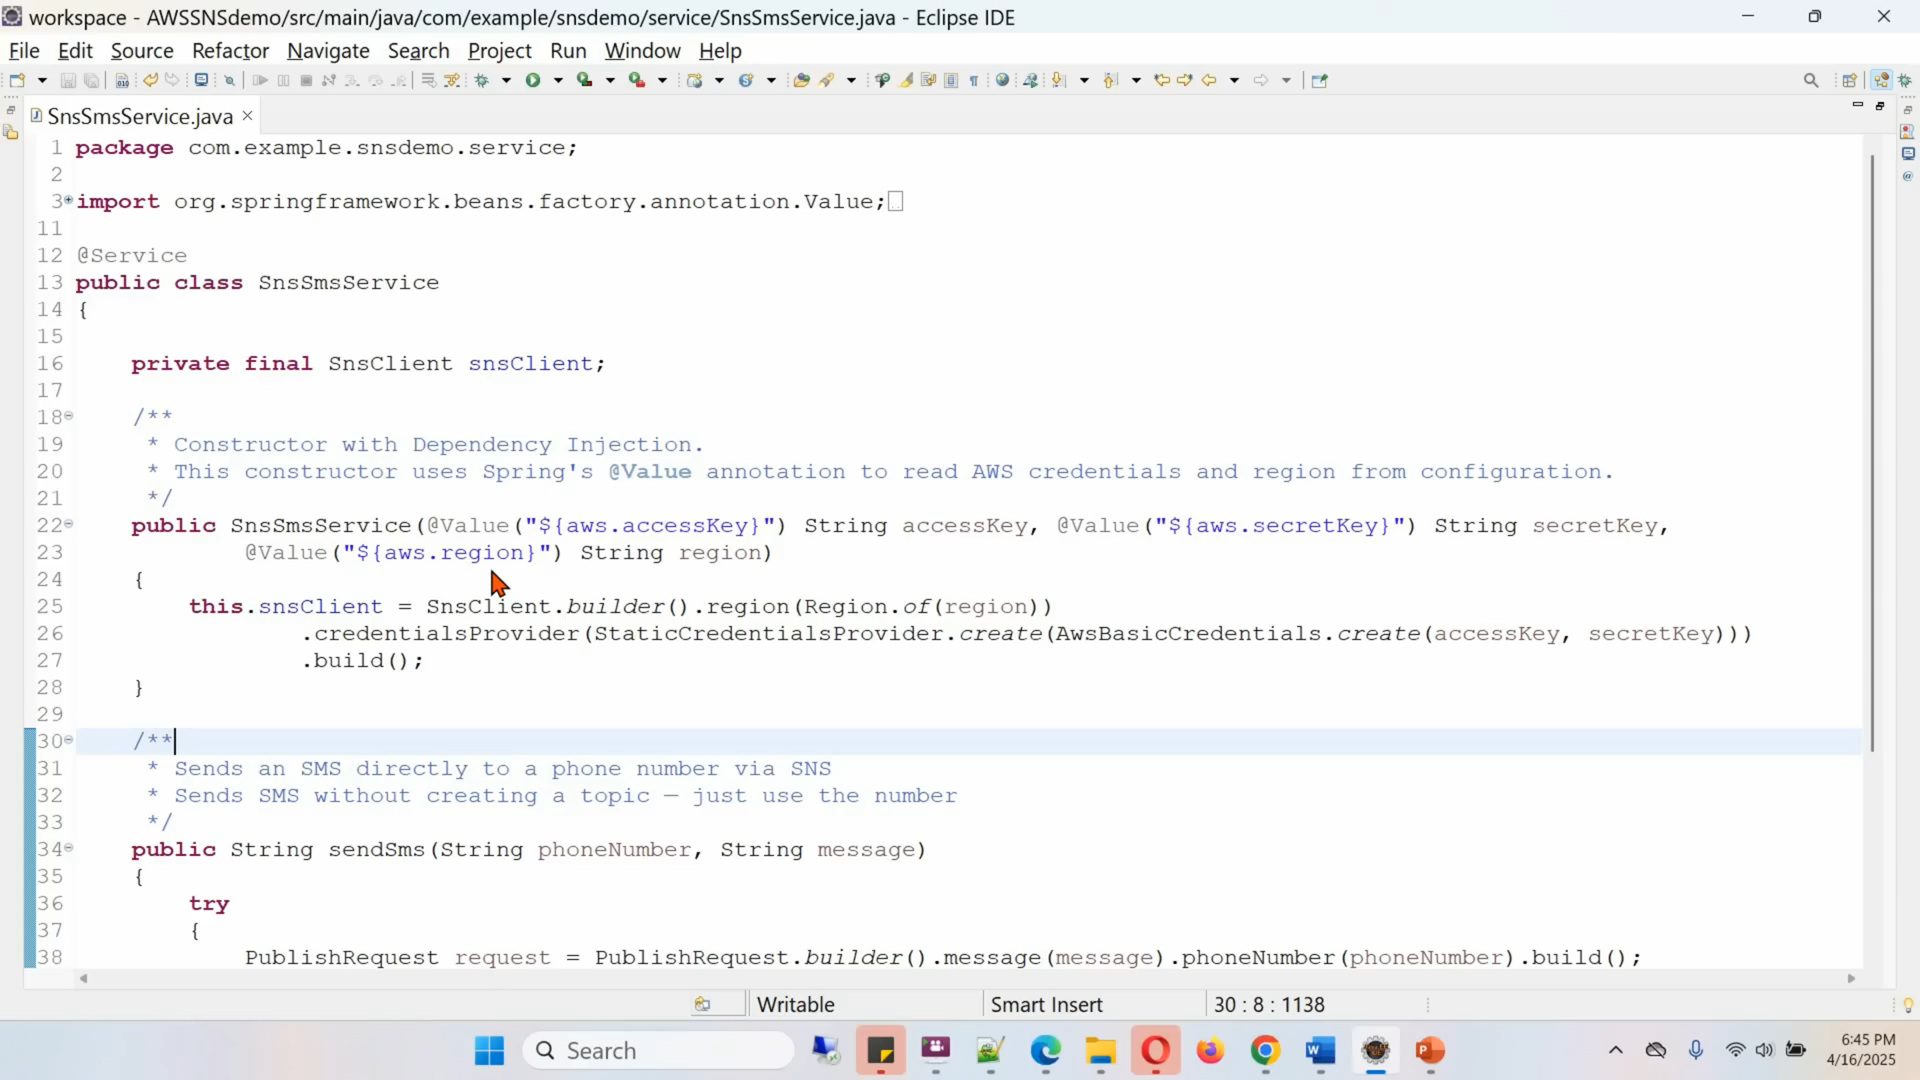 workspace - AWSSNSdemo/src/main/java/com/example/snsdemo/service/SnsSmsService.java - Eclipse IDE
File Edit Source Refactor Navigate Search Project Run Window Help
SnsSmsService.java
1 package com.example.snsdemo.service;
2
3 import org.springframework.beans.factory.annotation.Value;
11
12 @Service
13 public class SnsSmsService
14 {
15
16 private final SnsClient snsClient;
17
18 /**
19 * Constructor with Dependency Injection.
20 * This constructor uses Spring's @Value annotation to read AWS credentials and region from configuration.
21 */
22 public SnsSmsService(@Value("${aws.accessKey}") String accessKey, @Value("${aws.secretKey}") String secretKey,
23 @Value("${aws.region}") String region)
24 {
25 this.snsClient = SnsClient.builder().region(Region.of(region))
26 .credentialsProvider(StaticCredentialsProvider.create(AwsBasicCredentials.create(accessKey, secretKey)))
27 .build();
28 }
29
30 /**
31 * Sends an SMS directly to a phone number via SNS
32 * Sends SMS without creating a topic – just use the number
33 */
34 public String sendSms(String phoneNumber, String message)
35 {
36 try
37 {
38 PublishRequest request = PublishRequest.builder().message(message).phoneNumber(phoneNumber).build();
Writable Smart Insert 30 : 8 : 1138
Search
6:45 PM
4/16/2025